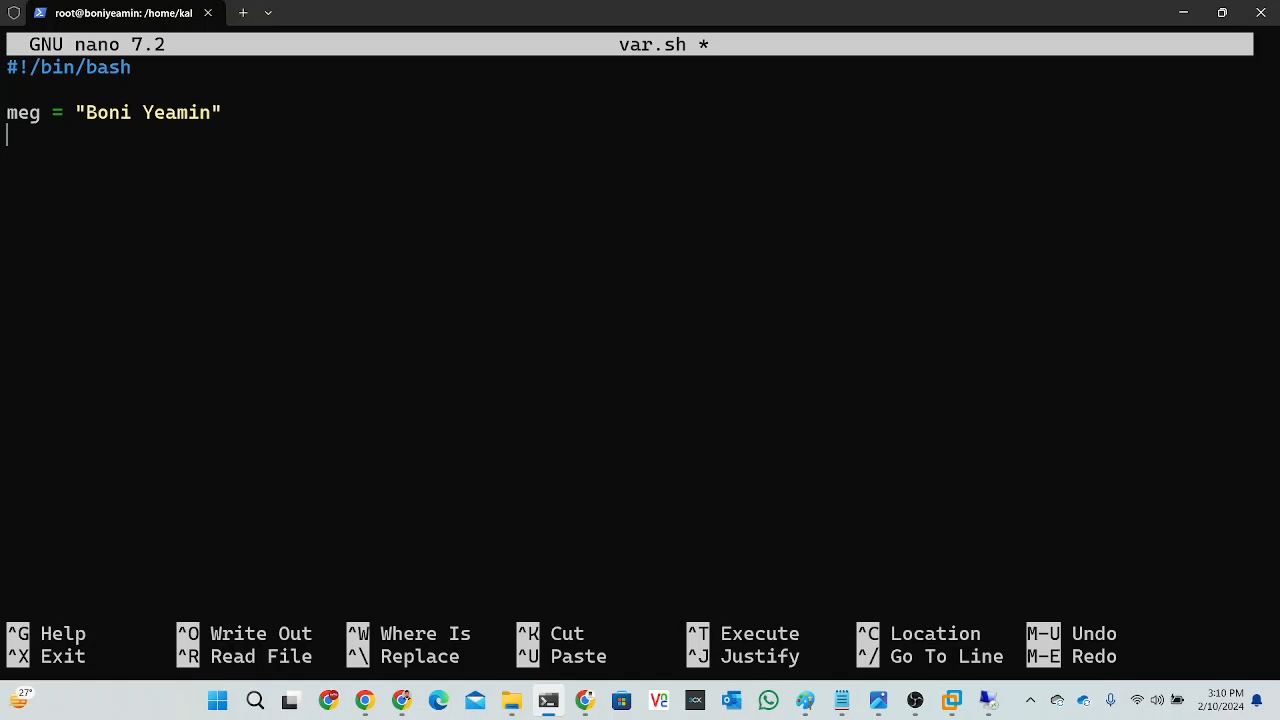 root@boniyeamin: /home/kal
GNU nano 7.2 var.sh *
#!/bin/bash
meg = "Boni Yeamin"
^G Help ^O Write Out ^W Where Is ^K Cut ^T Execute ^C Location M-U Undo
^X Exit ^R Read File ^\ Replace ^U Paste ^J Justify ^/ Go To Line M-E Redo
27°
3:10 PM
2/10/2024